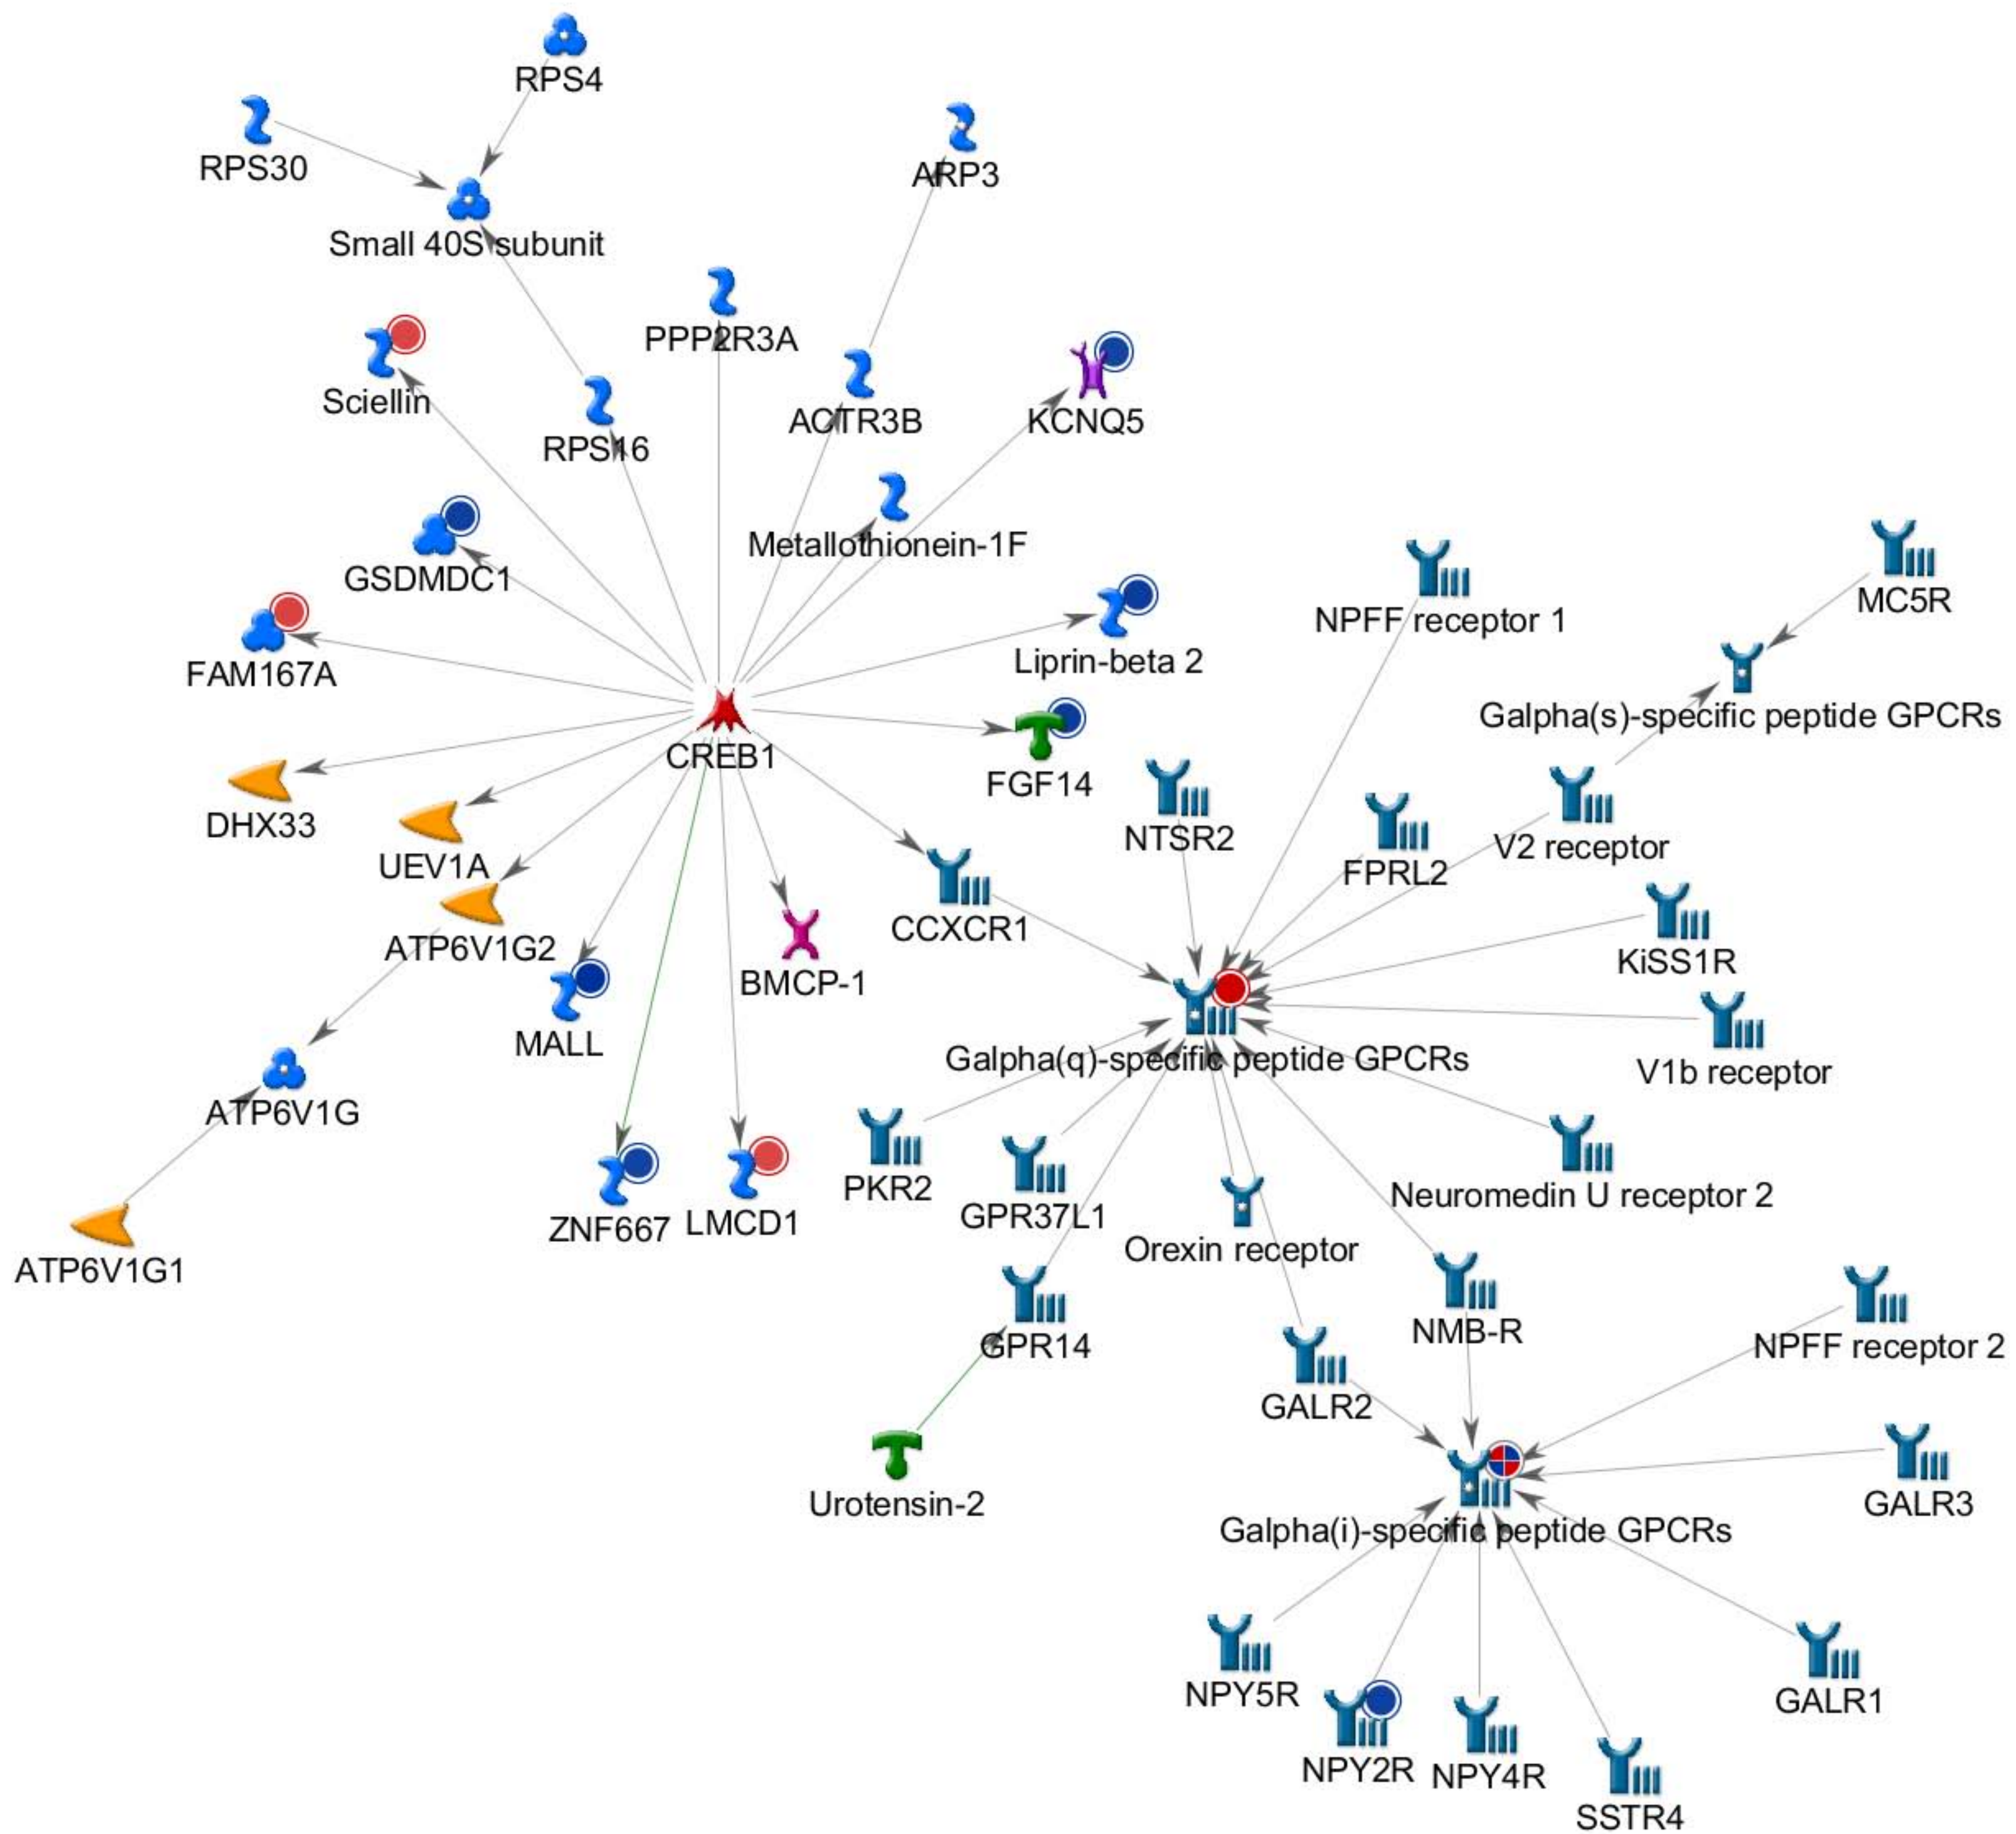 RPS4
RPS30
ARP3
Small 40S subunit
PPP2R3A
Sciellin
ACTR3B
KCNQ5
RPS16
Metallothionein-1F
GSDMDC1
NPFF receptor 1
MC5R
FAM167A
Liprin-beta 2
Galpha(s)-specific peptide GPCRs
CREB1
FGF14
DHX33
NTSR2
V2 receptor
UEV1A
FPRL2
CCXCR1
ATP6V1G2
KiSS1R
BMCP-1
MALL
Galpha(q)-specific peptide GPCRs
V1b receptor
ATP6V1G
PKR2
Neuromedin U receptor 2
GPR37L1
ZNF667
LMCD1
Orexin receptor
ATP6V1G1
NMB-R
GPR14
NPFF receptor 2
GALR2
Urotensin-2
GALR3
Galpha(i)-specific peptide GPCRs
NPY5R
GALR1
NPY2R
NPY4R
SSTR4